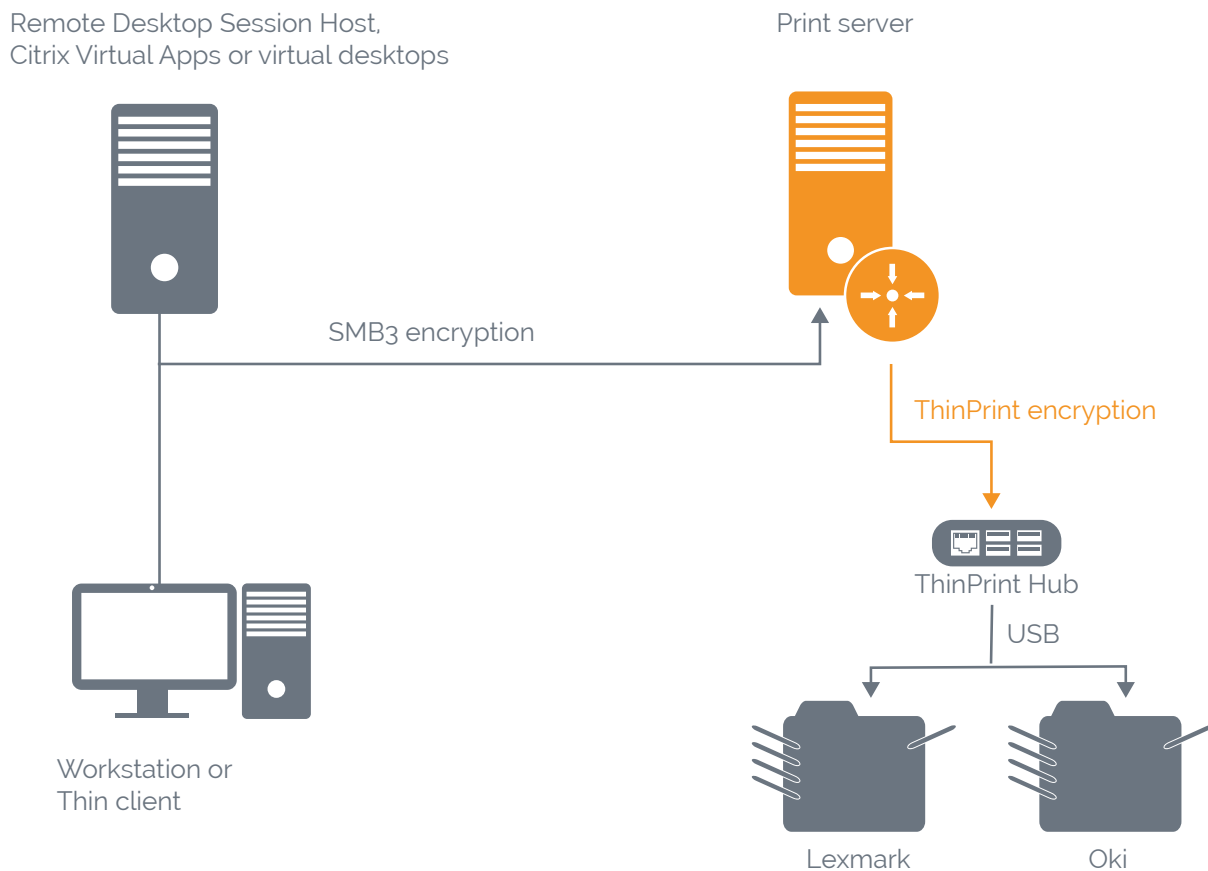 Remote Desktop Session Host,
Citrix Virtual Apps or virtual desktops
Print server
SMB3 encryption
ThinPrint encryption
ThinPrint Hub
USB
Workstation or
Thin client
Lexmark
Oki